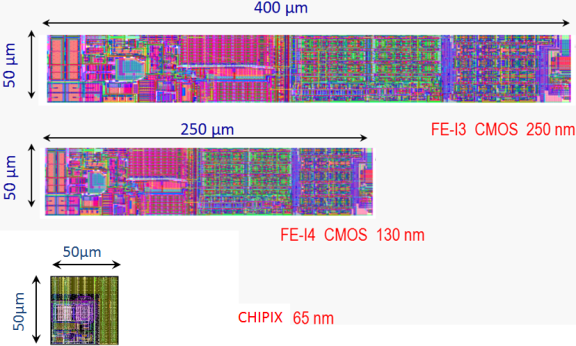 400 µm
50 µm
FE-I3 CMOS 250 nm
250 µm
50 µm
FE-I4 CMOS 130 nm
50µm
50µm
CHIPIX 65 nm